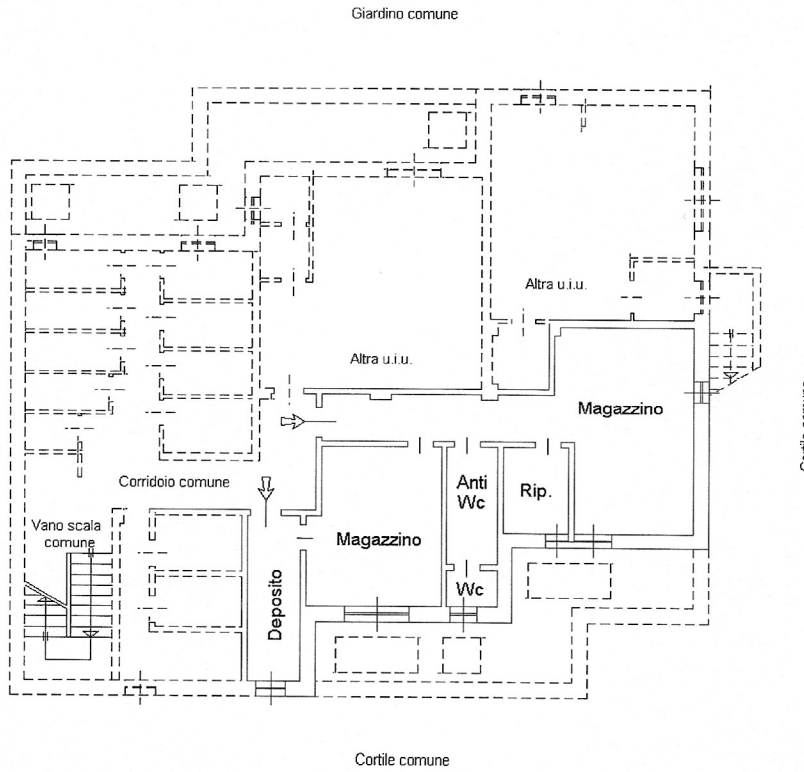 Giardino comune
Altra u.i.u.
Altra u.i.u.
Magazzino
Corridoio comune
Anti
Wc
Rip.
Vano scala
comune
Magazzino
Deposito
Wc
Cortile comune